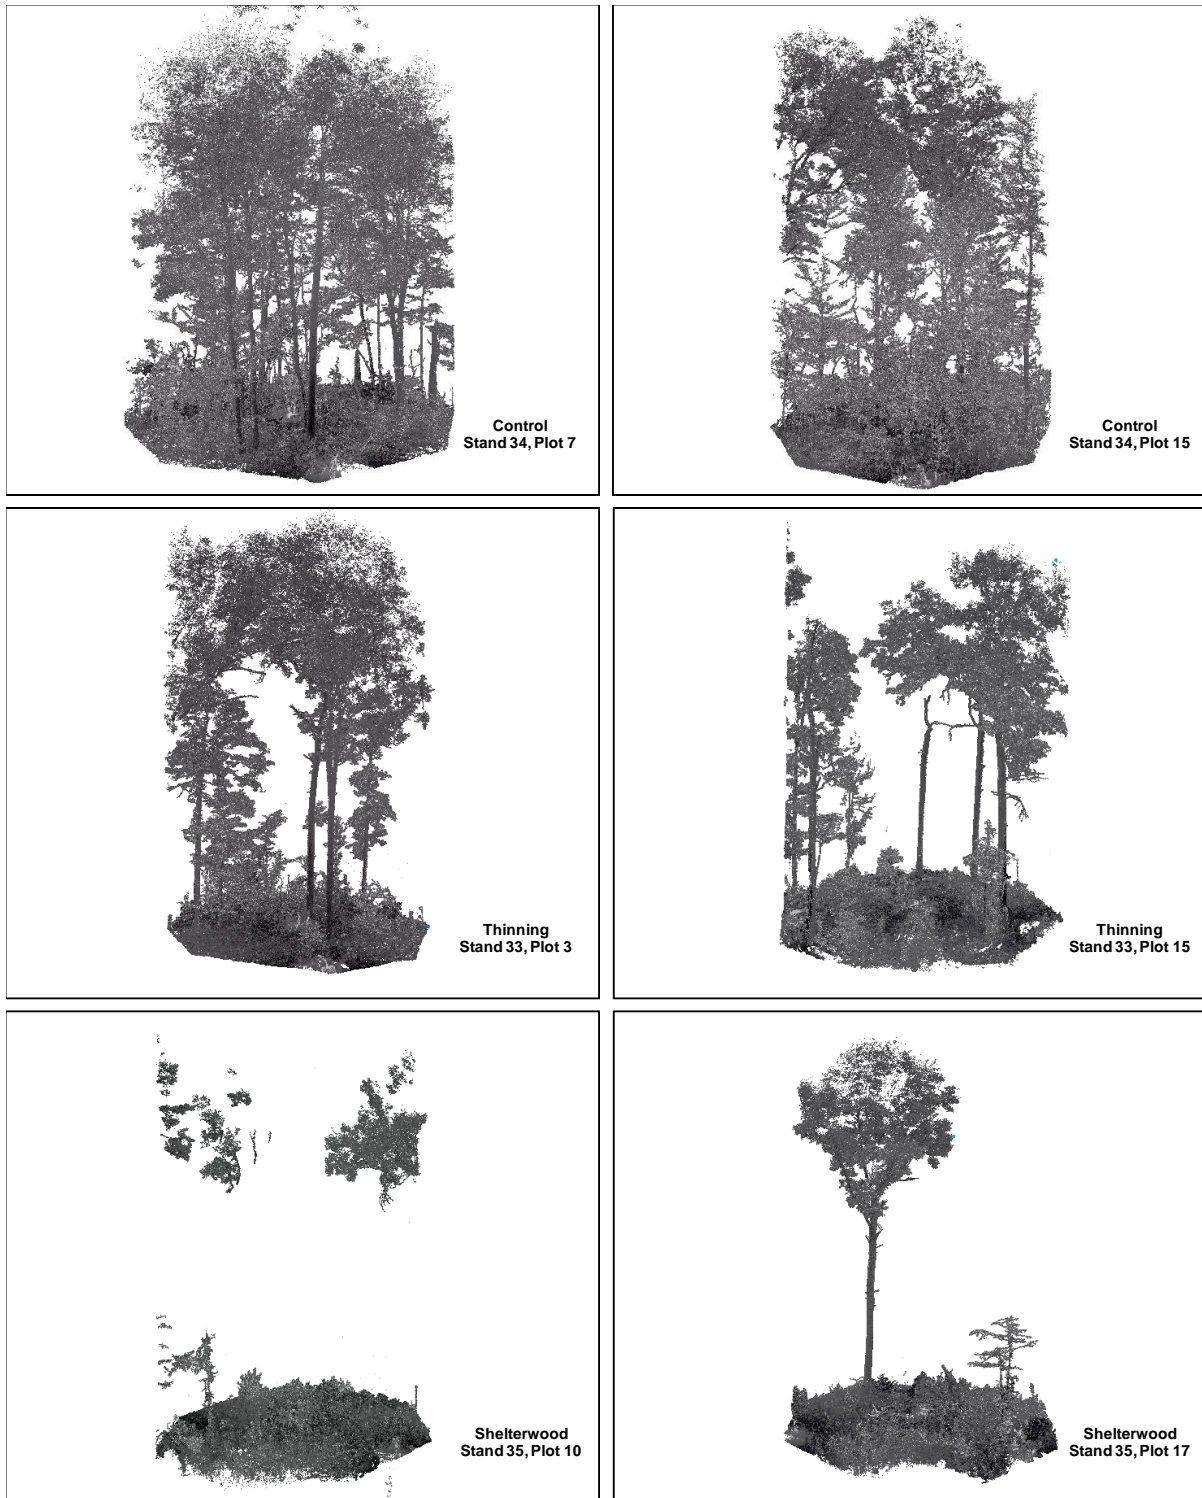 Control
Stand 34, Plot 7
Control
Stand 34, Plot 15
Thinning
Stand 33, Plot 3
Thinning
Stand 33, Plot 15
Shelterwood
Stand 35, Plot 10
Shelterwood
Stand 35, Plot 17